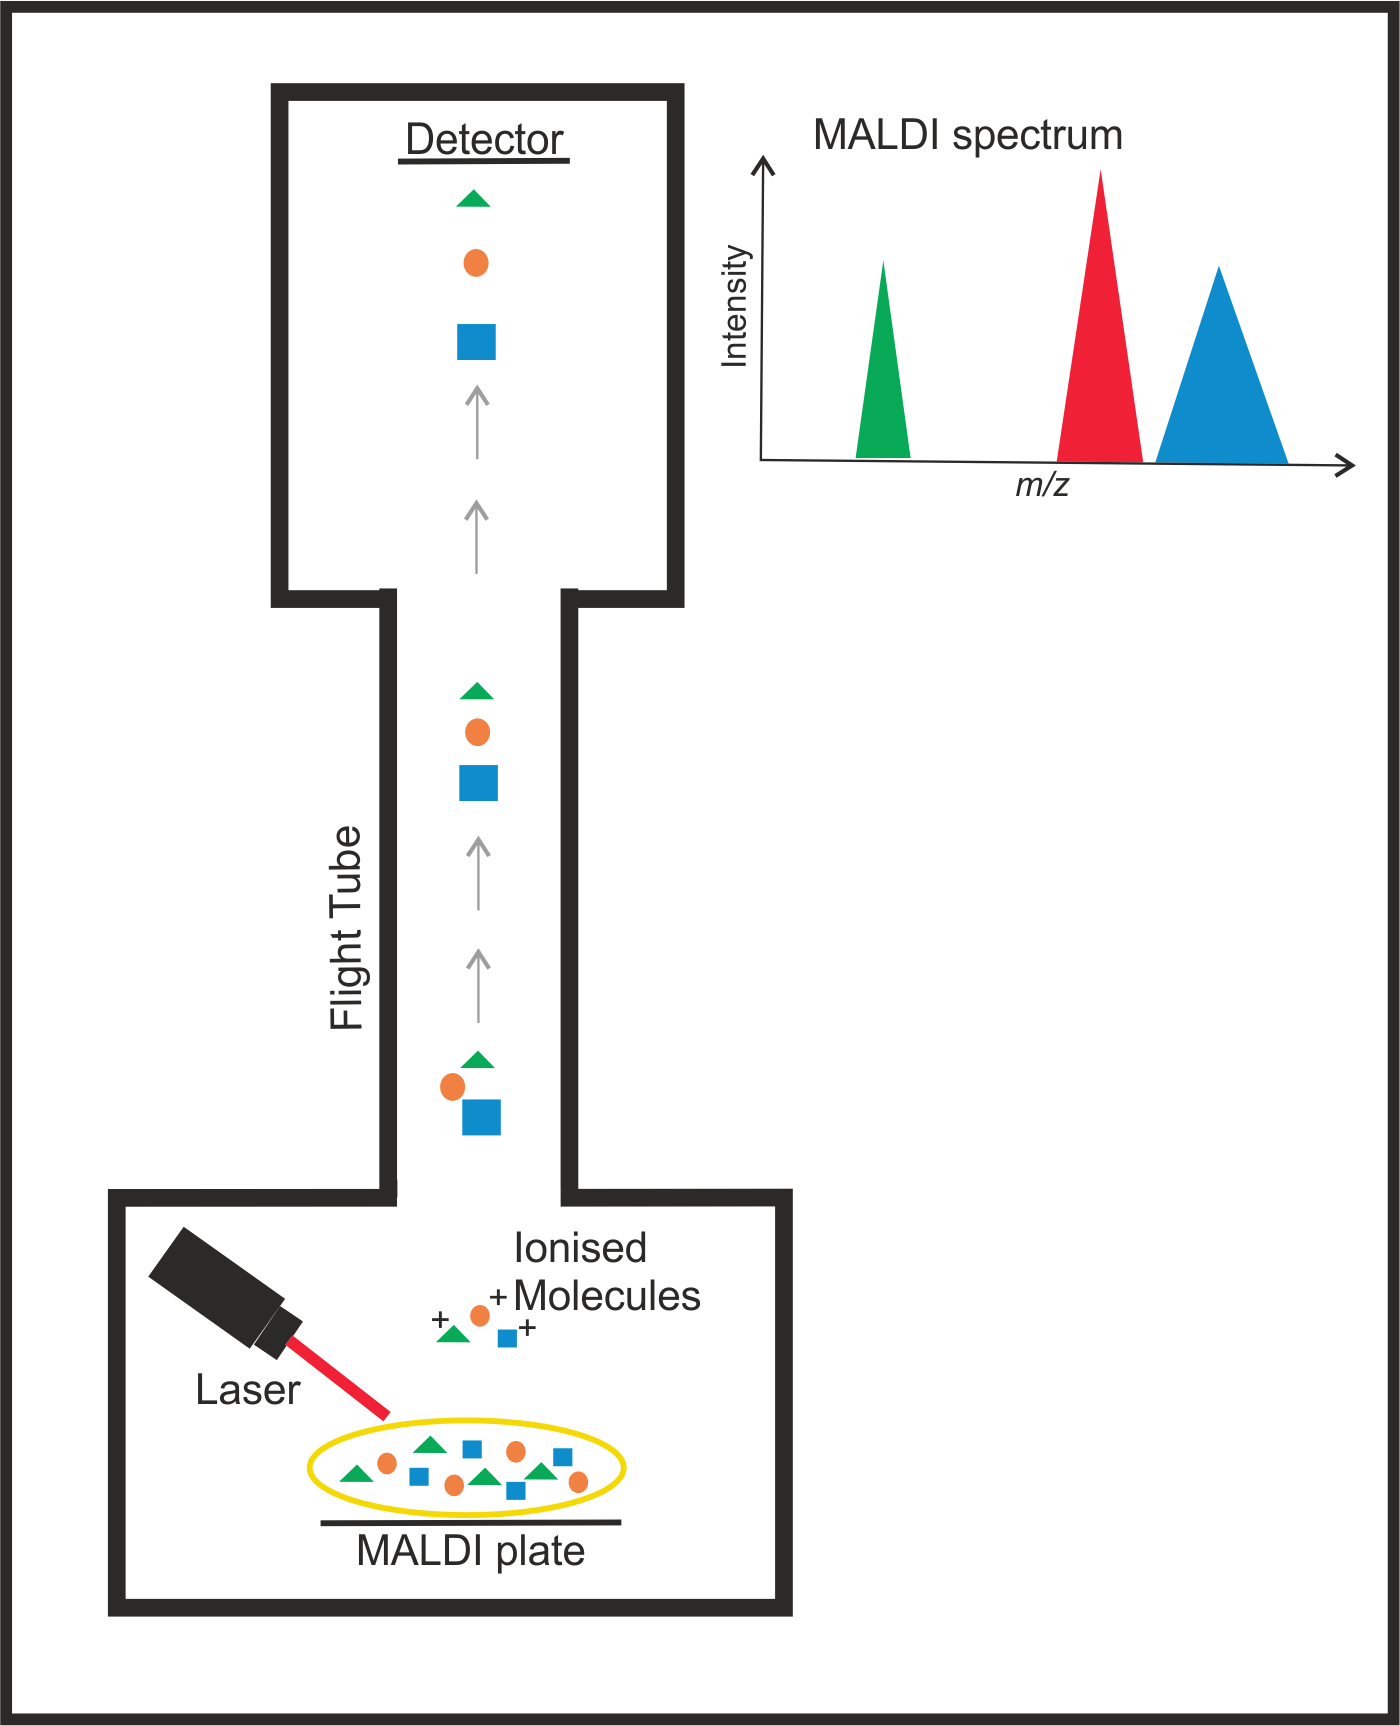 Detector
MALDI spectrum
Intensity
m/z
Flight Tube
Ionised
Molecules
+
+
+
Laser
MALDI plate